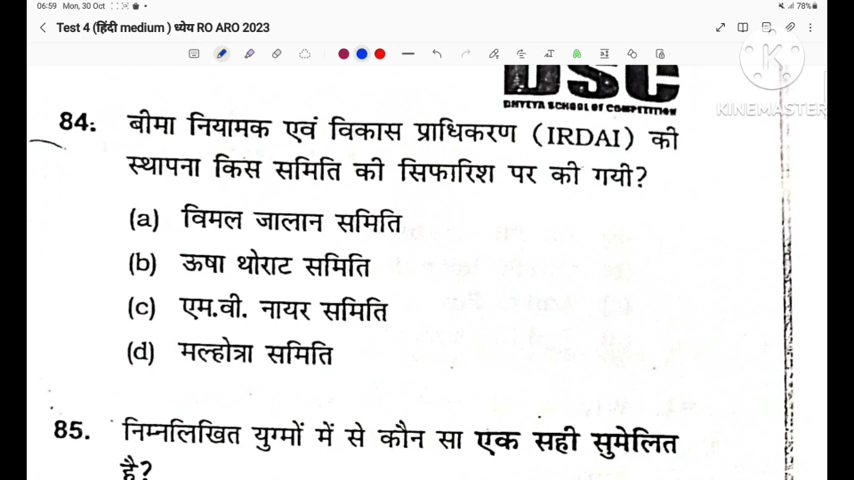 06:59 Mon, 30 Oct
78%
Test 4 (हिंदी medium ) ध्येय RO ARO 2023
DSC
DHYEYA SCHOOL OF COMPETITION
KINEMASTER
84. बीमा नियामक एवं विकास प्राधिकरण (IRDAI) की
स्थापना किस समिति की सिफारिश पर की गयी?
(a) विमल जालान समिति
(b) ऊषा थोराट समिति
(c) एम.वी. नायर समिति
(d) मल्होत्रा समिति
85. निम्नलिखित युग्मों में से कौन सा एक सही सुमेलित
है?